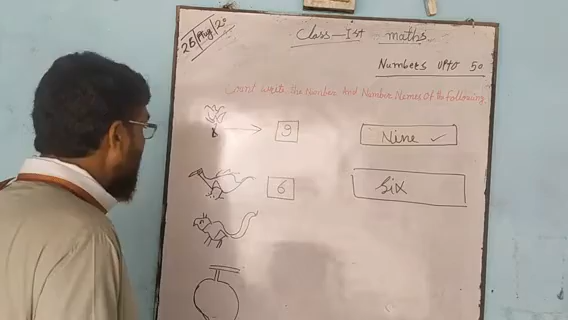 25/Aug/20
Class-Ist maths
Numbers upto 50
Count write the Number And Number Names Of the Following.
9 Nine ✓
6 Six